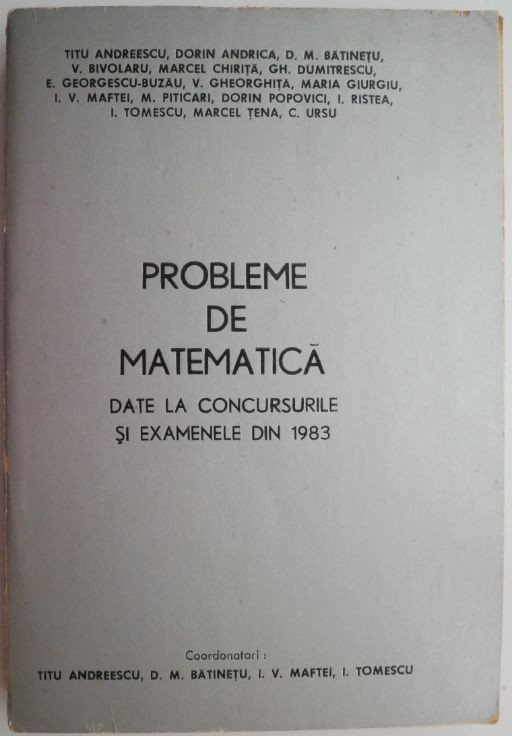 TITU ANDREESCU, DORIN ANDRICA, D. M. BĂTINEȚU,
V. BIVOLARU, MARCEL CHIRIȚĂ, GH. DUMITRESCU,
E. GEORGESCU-BUZĂU, V. GHEORGHIȚĂ, MARIA GIURGIU,
I. V. MAFTEI, M. PITICARI, DORIN POPOVICI, I. RISTEA,
I. TOMESCU, MARCEL ȚENA, C. URSU
PROBLEME
DE
MATEMATICĂ
DATE LA CONCURSURILE
ȘI EXAMENELE DIN 1983
Coordonatori :
TITU ANDREESCU, D. M. BĂTINEȚU, I. V. MAFTEI, I. TOMESCU